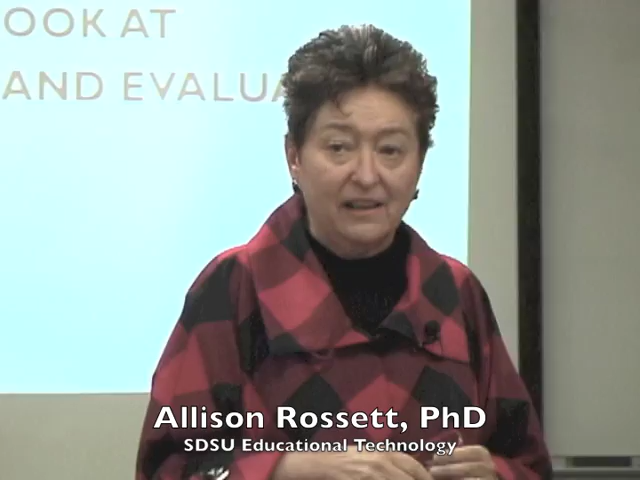 OOK AT
AND EVALUA
Allison Rossett, PhD
SDSU Educational Technology